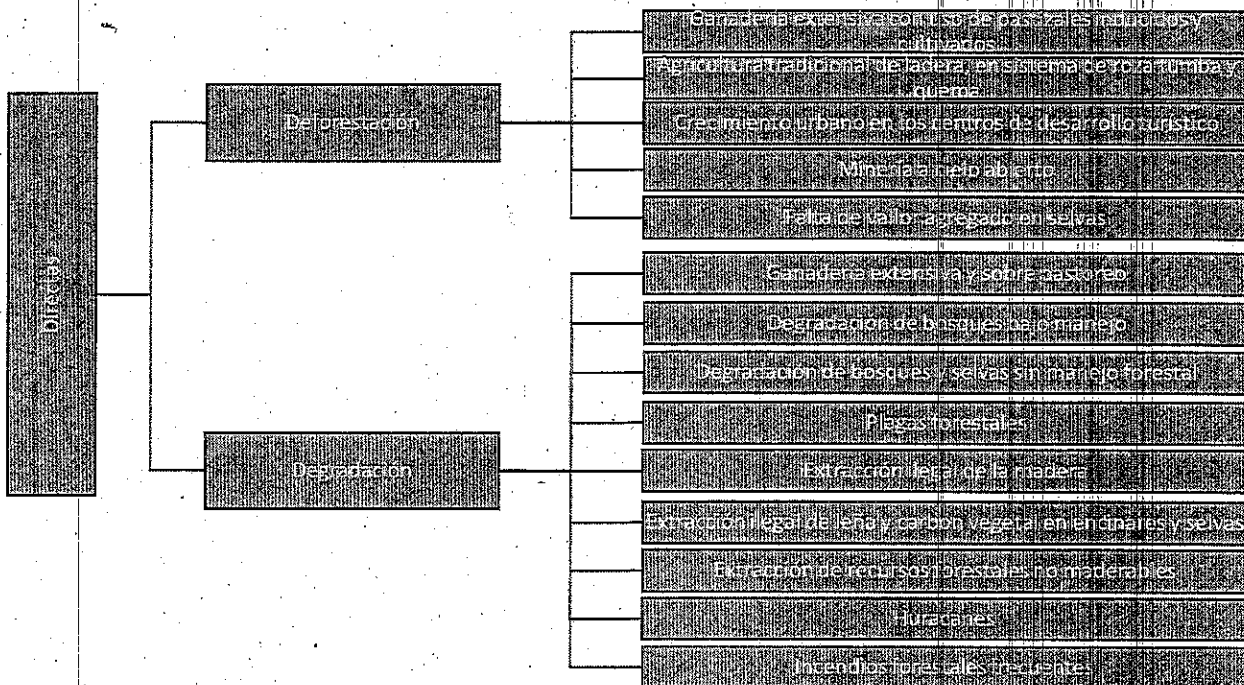 Directas
Deforestación
Ganadería extensiva con uso de pastizales inducidos y
cultivados
Agricultura tradicional de ladera, en sistema de roza tumba y
quema
Crecimiento urbano en los centros de desarrollo turístico
Minería a cielo abierto
Falta de vallor agregado en selvas
Degradación
Ganadería extensiva y sobre pastoreo
Degradación de bosques bajo manejo
Degradación de bosques y selvas sin manejo forestal
Plagas forestales
Extracción ilegal de la madera
Extracción ilegal de leña y carbón vegetal en encinares y selvas
Extracción de recursos forestales no maderables
Huracanes
Incendios forestales frecuentes